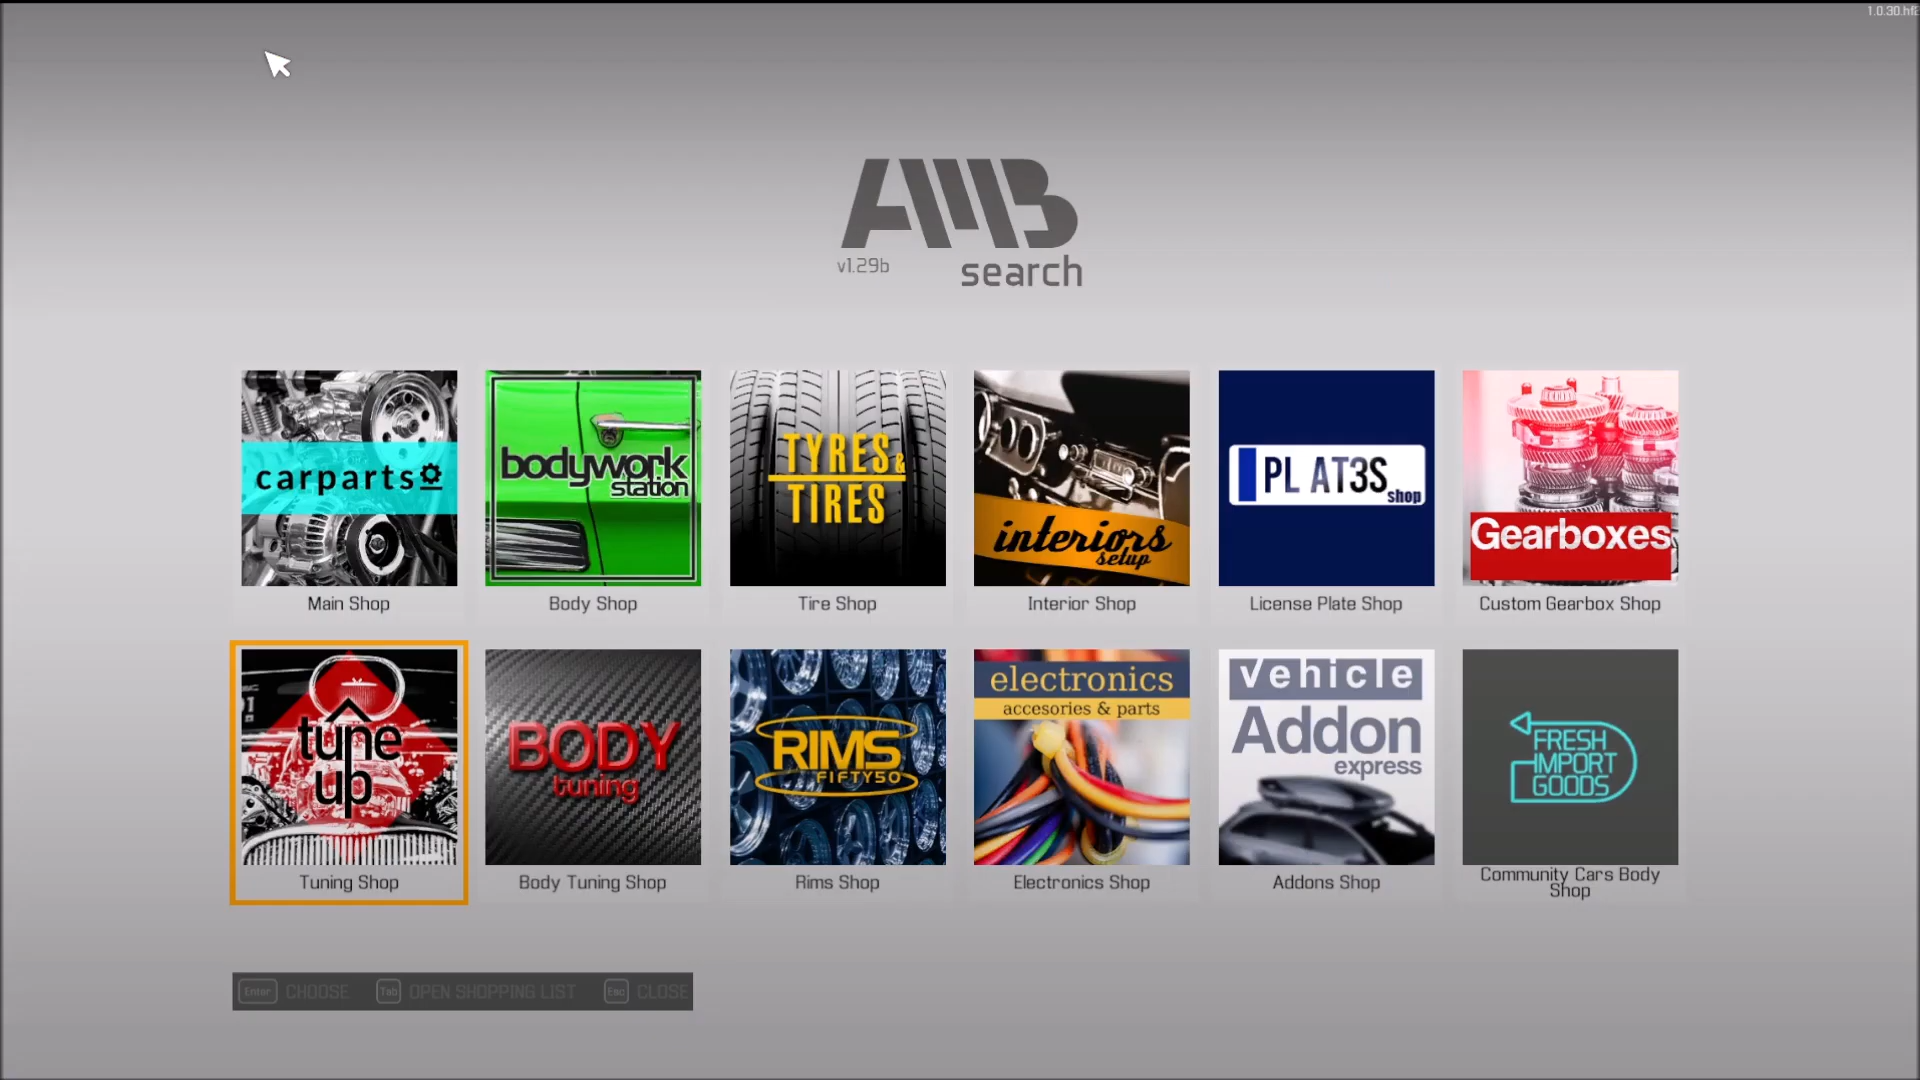 1.0.30.hf2
AMB
v1.29b
search
carparts
bodywork
station
TYRES &
TIRES
interiors
setup
PL AT3S
shop
Gearboxes
Main Shop
Body Shop
Tire Shop
Interior Shop
License Plate Shop
Custom Gearbox Shop
tune
up
BODY
tuning
RIMS
FIFTY50
electronics
accesories & parts
vehicle
Addon
express
FRESH
IMPORT
GOODS
Tuning Shop
Body Tuning Shop
Rims Shop
Electronics Shop
Addons Shop
Community Cars Body
Shop
Enter CHOOSE Tab OPEN SHOPPING LIST Esc CLOSE